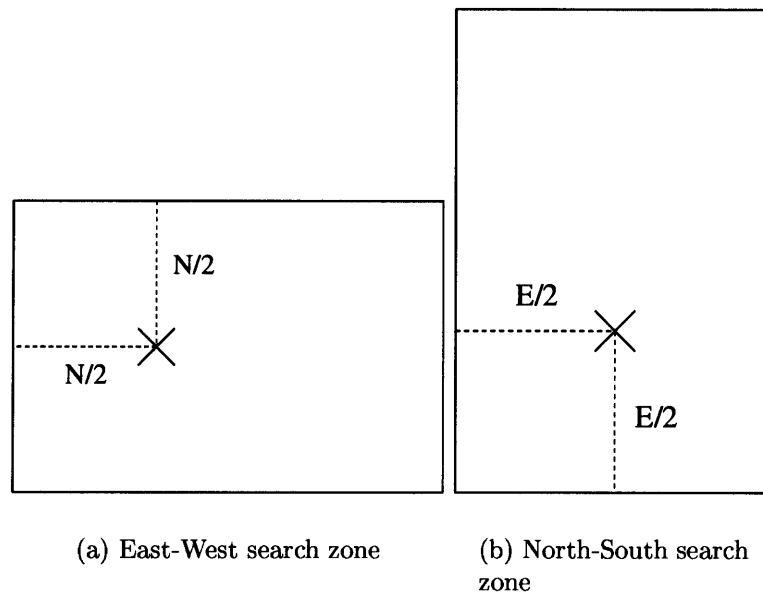 N/2
N/2
E/2
E/2
(a) East-West search zone
(b) North-South search
zone